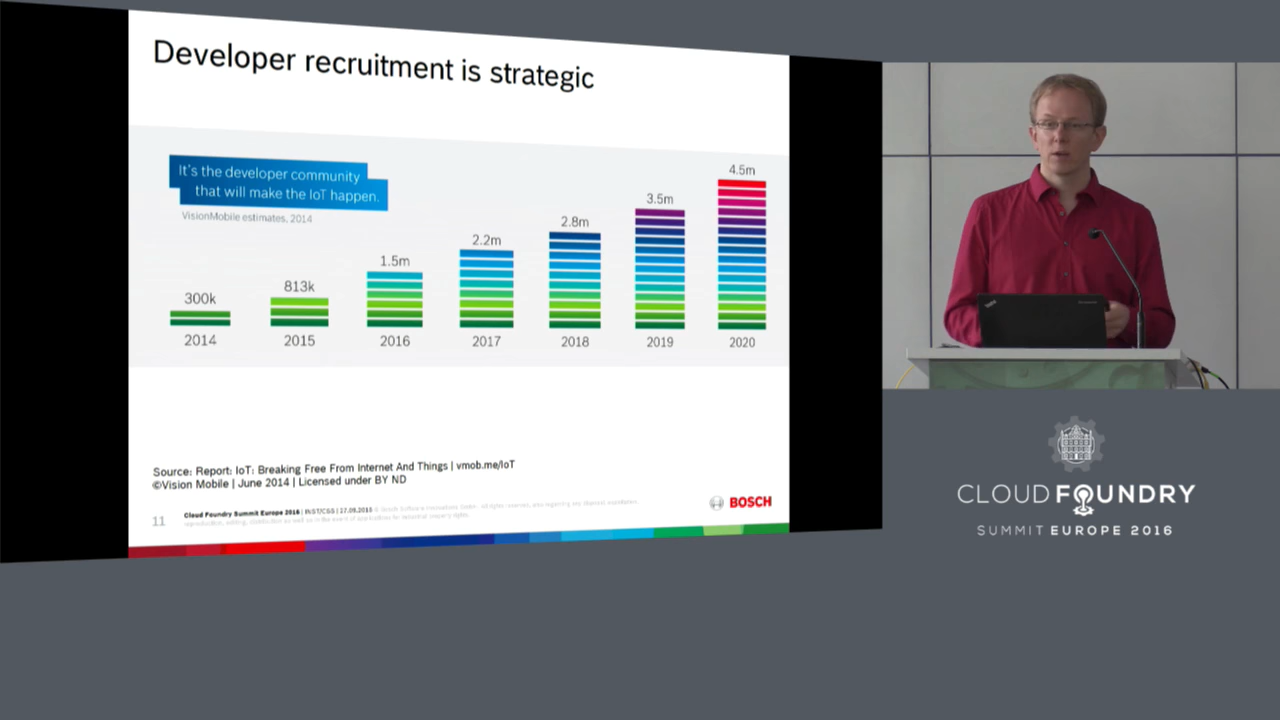 Developer recruitment is strategic
It's the developer community
that will make the IoT happen.
VisionMobile estimates, 2014
300k
813k
1.5m
2.2m
2.8m
3.5m
4.5m
2014
2015
2016
2017
2018
2019
2020
Source: Report: IoT: Breaking Free From Internet And Things | vmob.me/IoT
©Vision Mobile | June 2014 | Licensed under BY ND
11
Cloud Foundry Summit Europe 2016 | INST/CSG |
BOSCH
CLOUD FOUNDRY
SUMMIT EUROPE 2016